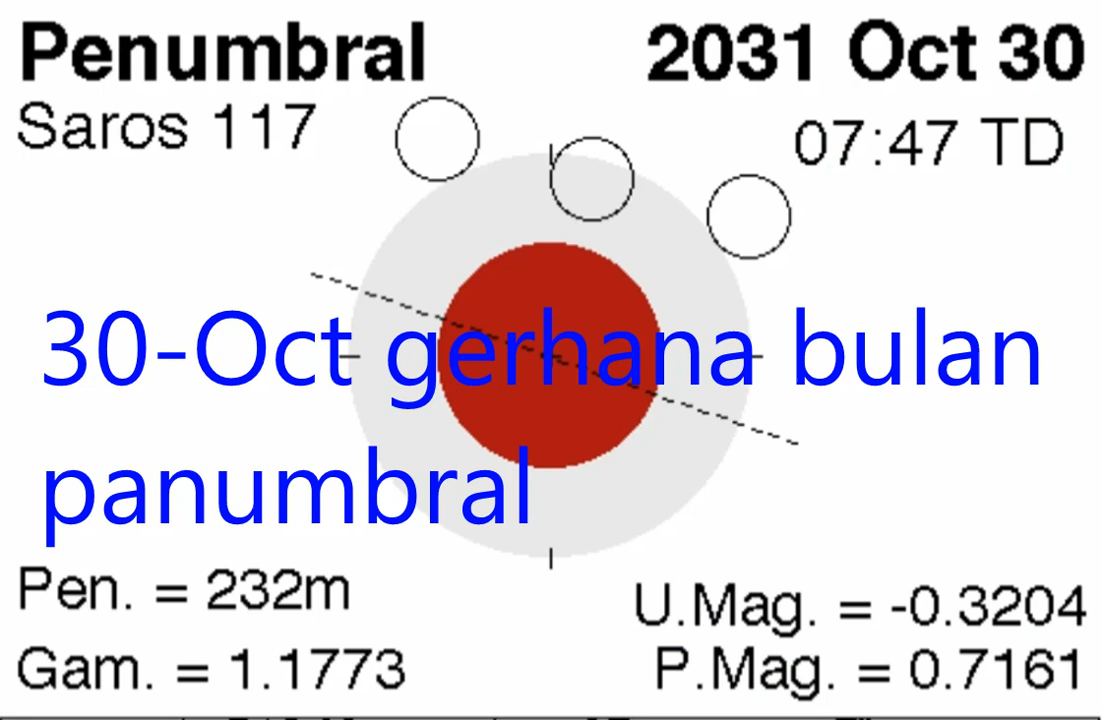 Penumbral 2031 Oct 30
Saros 117 07:47 TD
30-Oct gerhana bulan
panumbral
Pen. = 232m U.Mag. = -0.3204
Gam. = 1.1773 P.Mag. = 0.7161